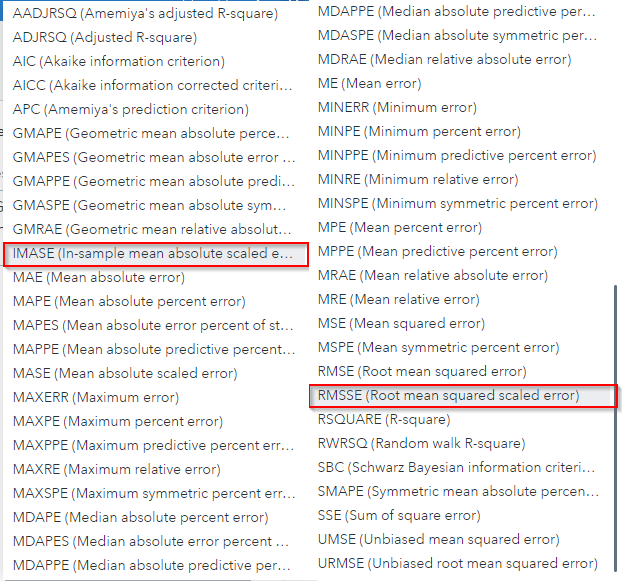 AADJRSQ (Amemiya's adjusted R-square)
ADJRSQ (Adjusted R-square)
AIC (Akaike information criterion)
AICC (Akaike information corrected criteri...
APC (Amemiya's prediction criterion)
GMAPE (Geometric mean absolute perce...
GMAPES (Geometric mean absolute error ...
GMAPPE (Geometric mean absolute predi...
GMASPE (Geometric mean absolute sym...
GMRAE (Geometric mean relative absolut...
IMASE (In-sample mean absolute scaled e...
MAE (Mean absolute error)
MAPE (Mean absolute percent error)
MAPES (Mean absolute error percent of st...
MAPPE (Mean absolute predictive percent...
MASE (Mean absolute scaled error)
MAXERR (Maximum error)
MAXPE (Maximum percent error)
MAXPPE (Maximum predictive percent err...
MAXRE (Maximum relative error)
MAXSPE (Maximum symmetric percent err...
MDAPE (Median absolute percent error)
MDAPES (Median absolute error percent ...
MDAPPE (Median absolute predictive per...
MDAPPE (Median absolute predictive per...
MDASPE (Median absolute symmetric per...
MDRAE (Median relative absolute error)
ME (Mean error)
MINERR (Minimum error)
MINPE (Minimum percent error)
MINPPE (Minimum predictive percent error)
MINRE (Minimum relative error)
MINSPE (Minimum symmetric percent error)
MPE (Mean percent error)
MPPE (Mean predictive percent error)
MRAE (Mean relative absolute error)
MRE (Mean relative error)
MSE (Mean squared error)
MSPE (Mean symmetric percent error)
RMSE (Root mean squared error)
RMSSE (Root mean squared scaled error)
RSQUARE (R-square)
RWRSQ (Random walk R-square)
SBC (Schwarz Bayesian information criteri...
SMAPE (Symmetric mean absolute percen...
SSE (Sum of square error)
UMSE (Unbiased mean squared error)
URMSE (Unbiased root mean squared error)